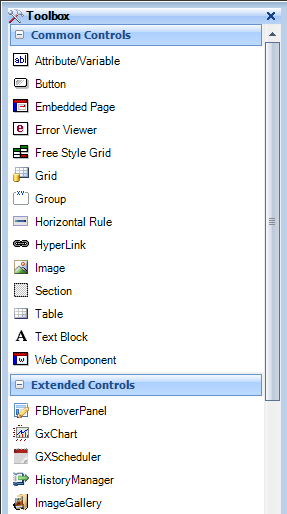 Toolbox
Common Controls
Attribute/Variable
Button
Embedded Page
Error Viewer
Free Style Grid
Grid
Group
Horizontal Rule
HyperLink
Image
Section
Table
Text Block
Web Component
Extended Controls
FBHoverPanel
GxChart
GXScheduler
HistoryManager
ImageGallery